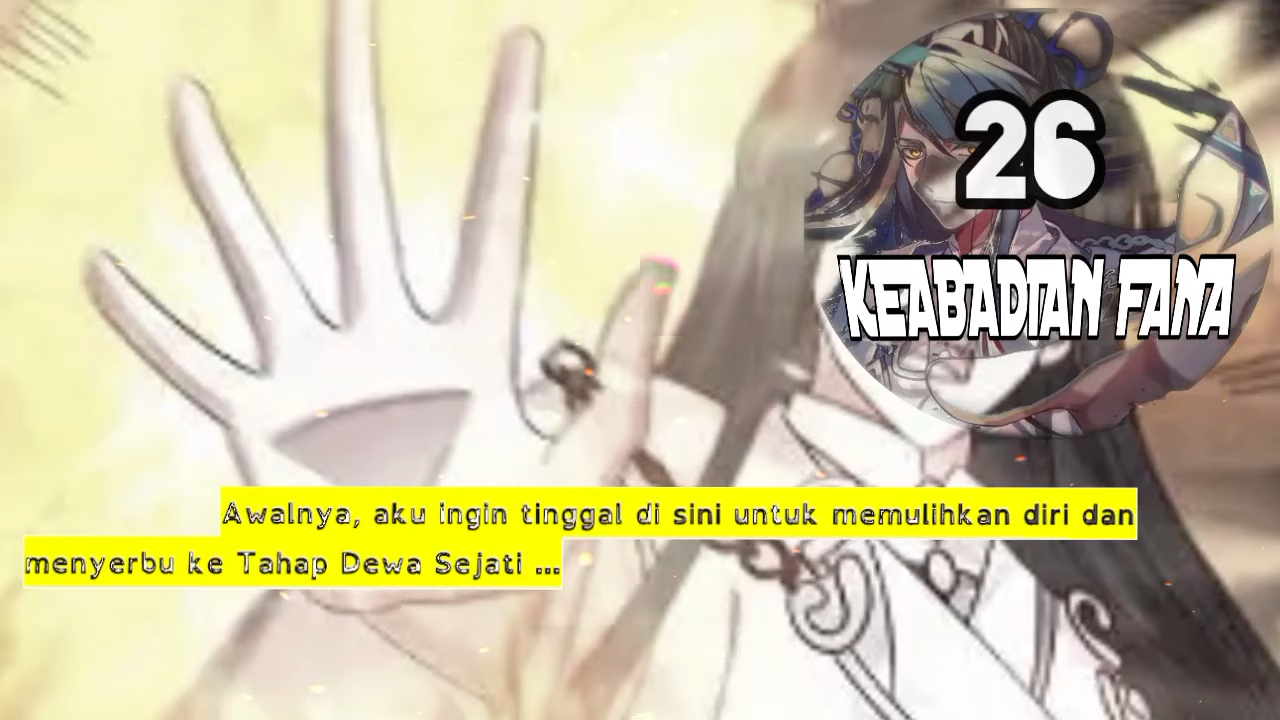 26
KEABADIAN FANA
Awalnya, aku ingin tinggal di sini untuk memulihkan diri dan
menyerbu ke Tahap Dewa Sejati ...